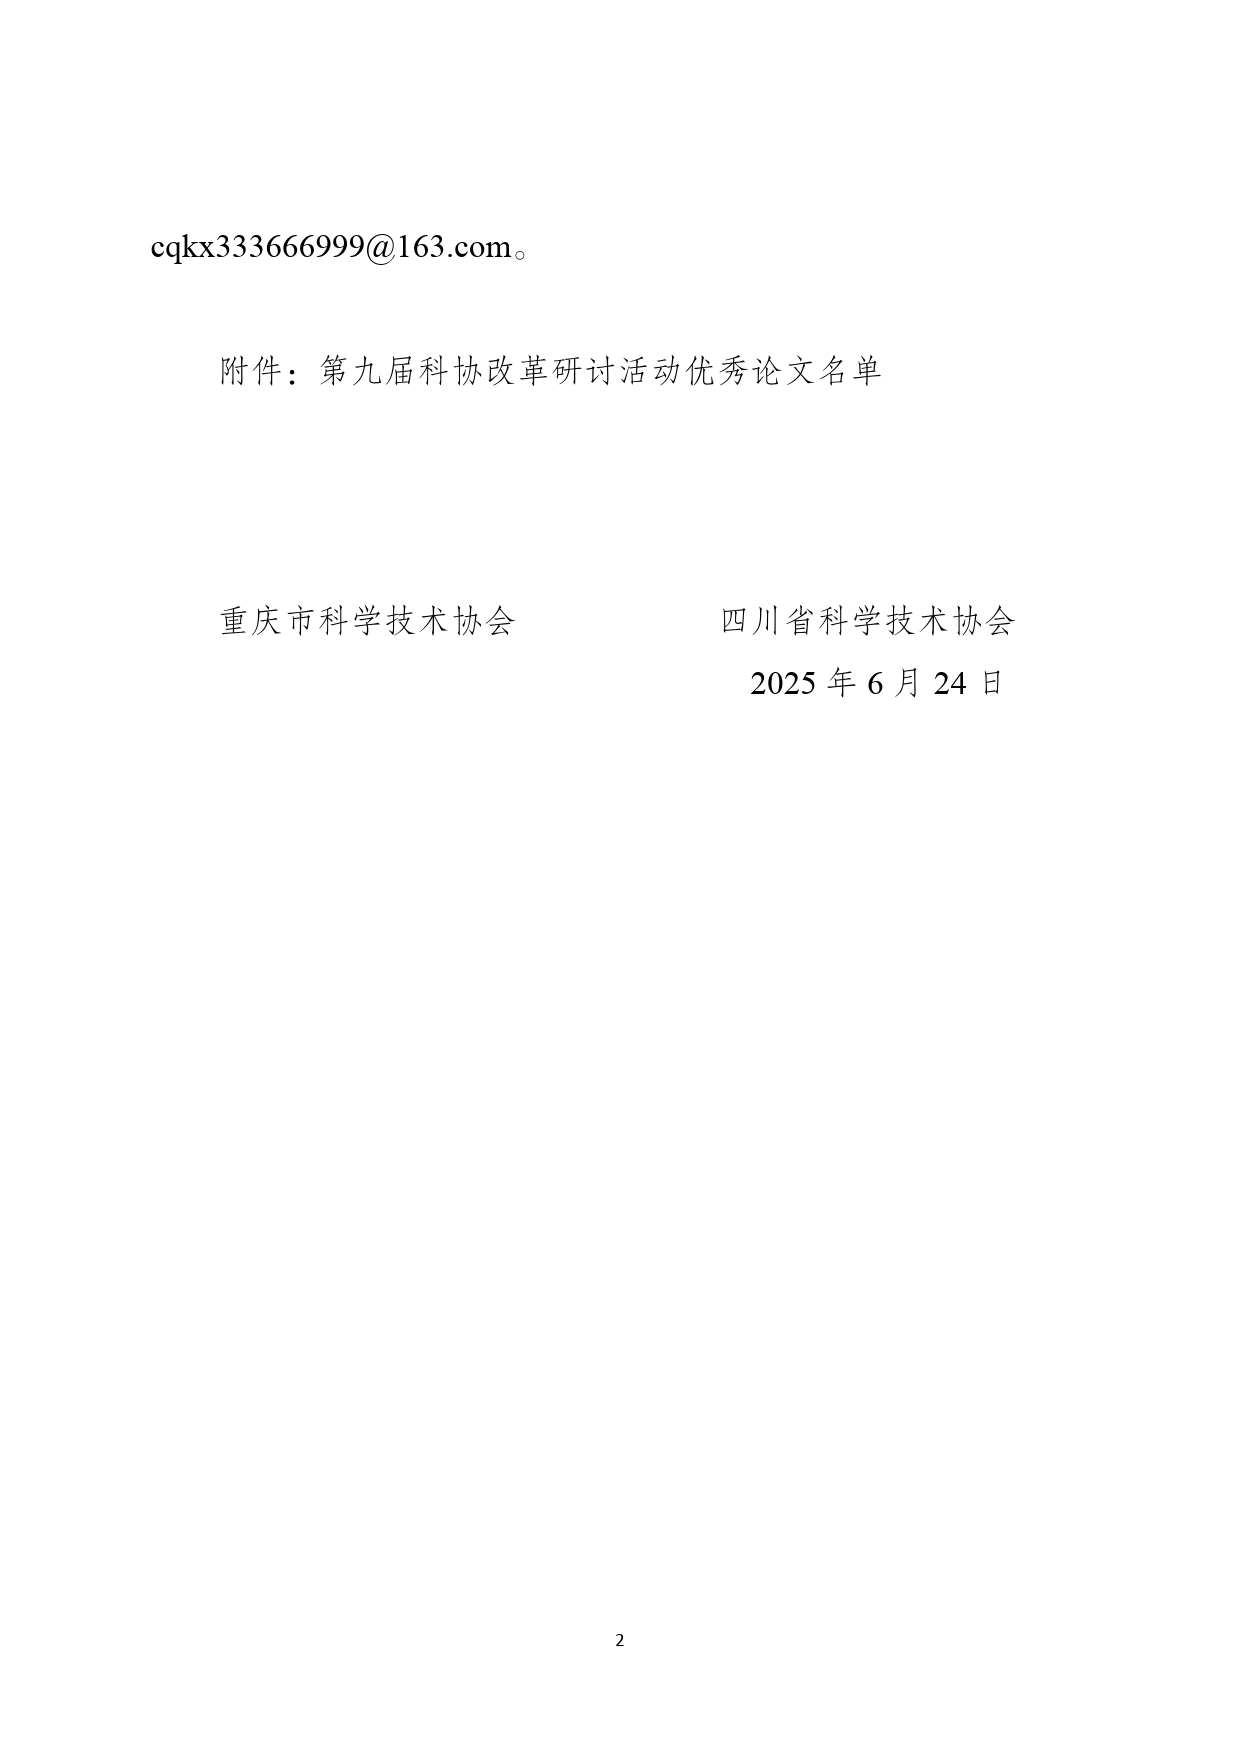 cqkx333666999@163.com。
附件：第九届科协改革研讨活动优秀论文名单
重庆市科学技术协会 四川省科学技术协会
2025 年 6 月 24 日
2